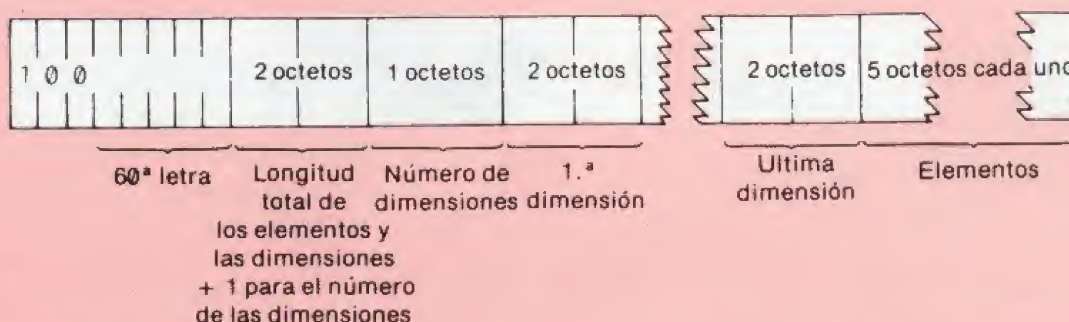 1 0 0
2 octetos
1 octetos
2 octetos
2 octetos
5 octetos cada uno
60ª letra
Longitud total de los elementos y las dimensiones + 1 para el número de las dimensiones
Número de dimensiones
1.ª dimensión
Ultima dimensión
Elementos